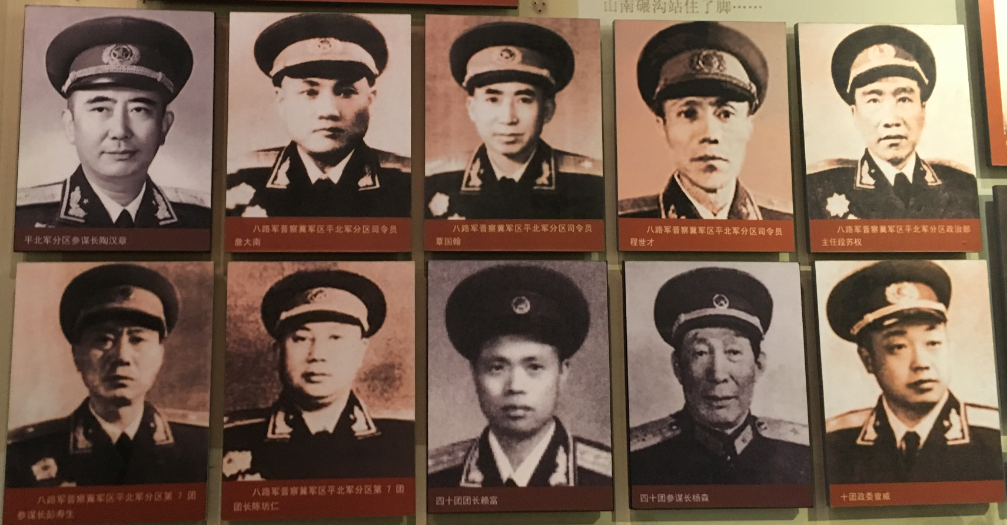 山南碾沟站住了脚……
平北军分区参谋长陶汉章
八路军晋察冀军区平北军分区司令员
詹大南
八路军晋察冀军区平北军分区司令员
覃国翰
八路军晋察冀军区平北军分区司令员
程世才
八路军晋察冀军区平北军分区政治部
主任段苏权
八路军晋察冀军区平北军分区第 7 团
参谋长彭寿生
八路军晋察冀军区平北军分区第 7 团
团长陈坊仁
四十团团长赖富
四十团参谋长杨森
十团政委曾威